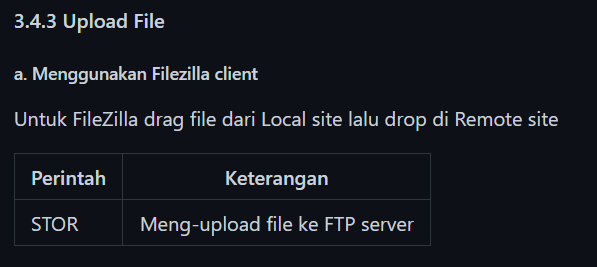 3.4.3 Upload File
a. Menggunakan Filezilla client
Untuk FileZilla drag file dari Local site lalu drop di Remote site
Perintah Keterangan
STOR Meng-upload file ke FTP server